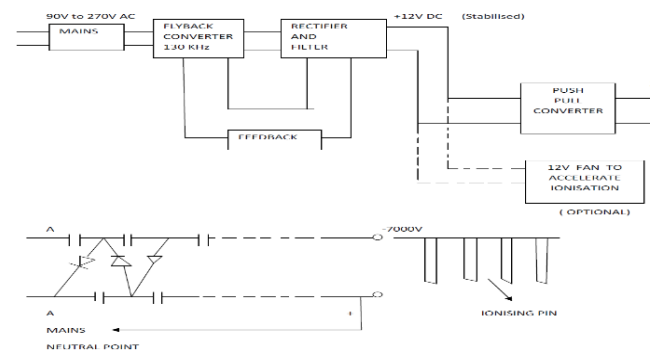 90V to 270V AC
MAINS
FLYBACK
CONVERTER
130 KHz
RECTIFIER
AND
FILTER
+12V DC (Stabilised)
FEEDBACK
PUSH
PULL
CONVERTER
12V FAN TO
ACCELERATE
IONISATION
( OPTIONAL)
A
-7000V
IONISING PIN
A
+
MAINS
NEUTRAL POINT